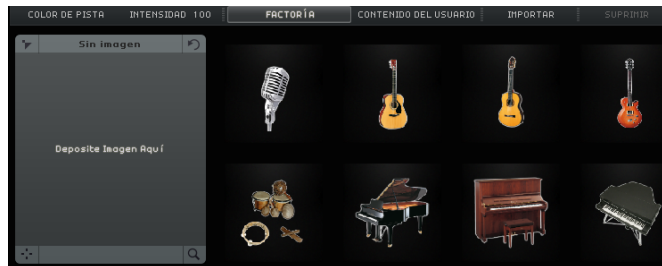 COLOR DE PISTA INTENSIDAD 100 FACTORÍA CONTENIDO DEL USUARIO IMPORTAR SUPRIMIR
Sin imagen
Deposite Imagen Aquí